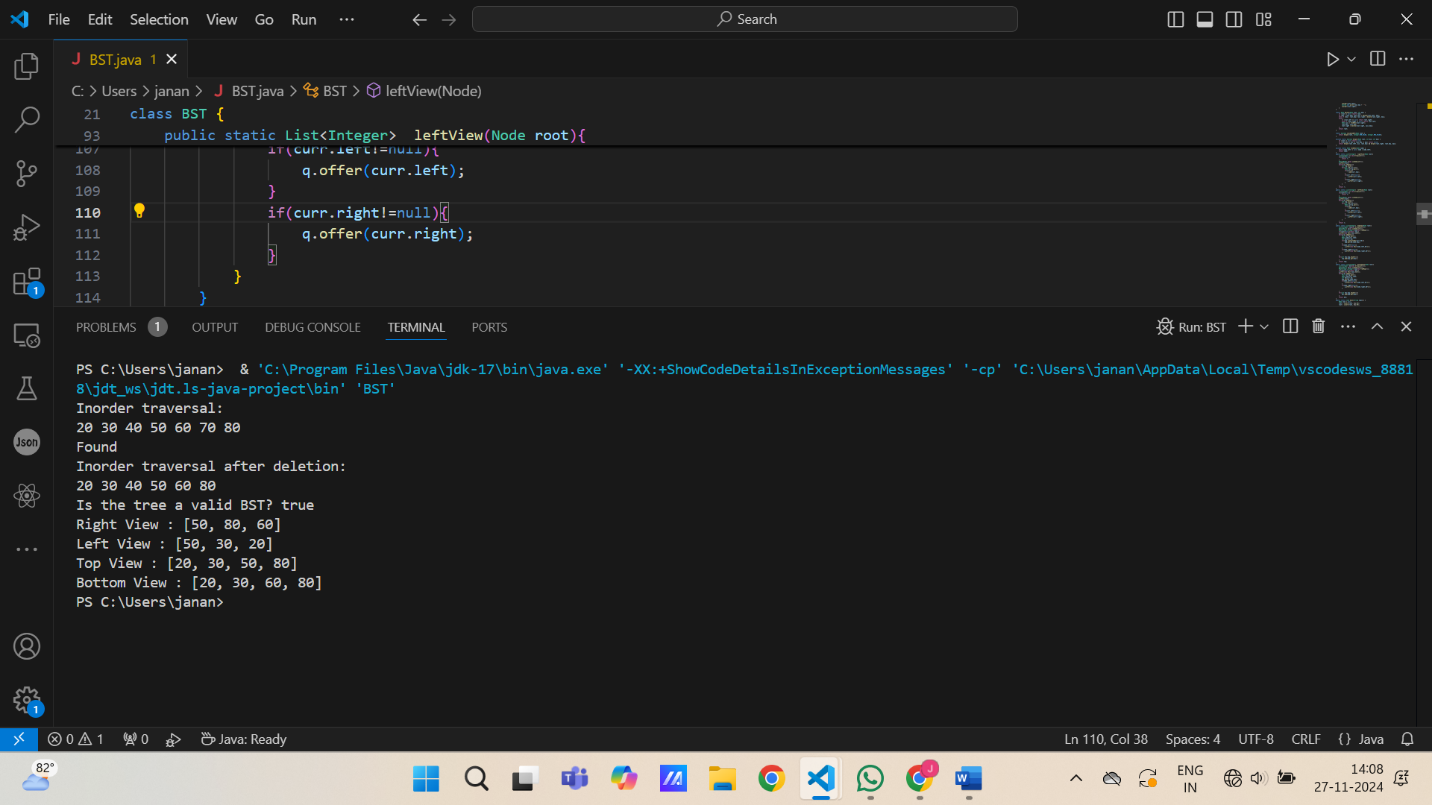 File Edit Selection View Go Run ··· Search
J BST.java 1
C: > Users > janan > J BST.java > BST > leftView(Node)
21 class BST {
93 public static List<Integer> leftView(Node root){
107 if(curr.left!=null){
108 q.offer(curr.left);
109 }
110 if(curr.right!=null){
111 q.offer(curr.right);
112 }
113 }
114 }
PROBLEMS 1 OUTPUT DEBUG CONSOLE TERMINAL PORTS Run: BST
PS C:\Users\janan> & 'C:\Program Files\Java\jdk-17\bin\java.exe' '-XX:+ShowCodeDetailsInExceptionMessages' '-cp' 'C:\Users\janan\AppData\Local\Temp\vscodesws_8881
8\jdt_ws\jdt.ls-java-project\bin' 'BST'
Inorder traversal:
20 30 40 50 60 70 80
Found
Inorder traversal after deletion:
20 30 40 50 60 80
Is the tree a valid BST? true
Right View : [50, 80, 60]
Left View : [50, 30, 20]
Top View : [20, 30, 50, 80]
Bottom View : [20, 30, 60, 80]
PS C:\Users\janan>
1
Json
1
0 1 0 Java: Ready Ln 110, Col 38 Spaces: 4 UTF-8 CRLF {} Java
82°
J
ENG
IN
14:08
27-11-2024